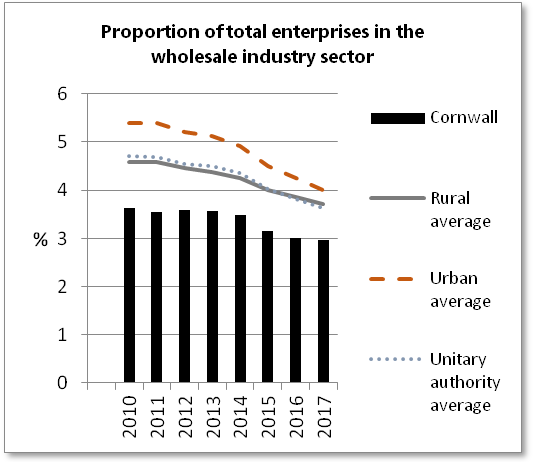 Proportion of total enterprises in the
wholesale industry sector
6
5
4
3
2
1
0
%
2010
2011
2012
2013
2014
2015
2016
2017
Cornwall
Rural
average
Urban
average
Unitary
authority
average